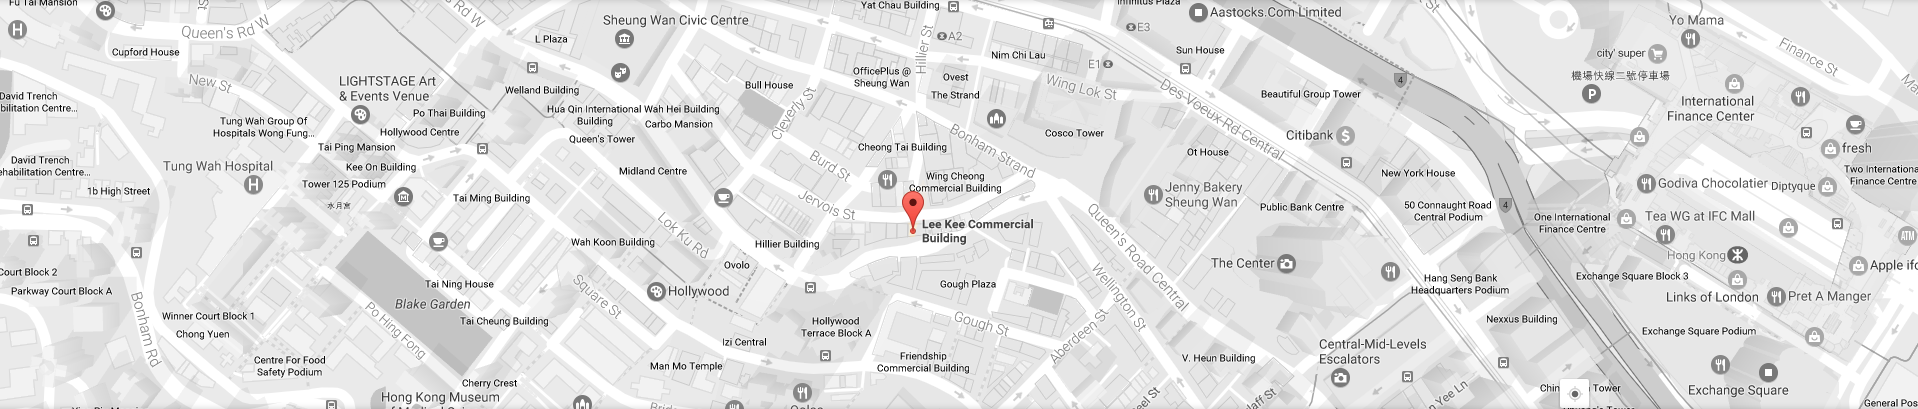 Fu Tai Mansion
Queen's Rd W
Cupford House
Rd W
Sheung Wan Civic Centre
L Plaza
Yat Chau Building
Hillier St
A2
Infinitus Plaza
E3
Aastocks.Com Limited
Yo Mama
Finance St
New St
LIGHTSTAGE Art
& Events Venue
Welland Building
Bull House
OfficePlus @
Sheung Wan
Nim Chi Lau
E1
Sun House
Ovest
The Strand
Wing Lok St
Des Voeux Rd Central
Beautiful Group Tower
4
city' super
機場快線二號停車場
P
International
Finance Center
David Trench
bilitation Centre...
Tung Wah Group Of
Hospitals Wong Fung...
Po Thai Building
Hollywood Centre
Hua Qin International
Building
Wah Hei Building
Carbo Mansion
Queen's Tower
Cleverly St
Bonham Strand
Cosco Tower
Citibank
fresh
Two International
Finance Centre
David Trench
ehabilitation Centre...
Tai Ping Mansion
Kee On Building
Tung Wah Hospital
H
Tower 125 Podium
水月宮
1b High Street
Midland Centre
Burd St
Cheong Tai Building
Wing Cheong
Commercial Building
Ot House
Jenny Bakery
Sheung Wan
New York House
Godiva Chocolatier
Diptyque
Tai Ming Building
Jervois St
Lee Kee Commercial
Building
Queen's Road Central
Public Bank Centre
50 Connaught Road
Central Podium
4
One International
Finance Centre
Tea WG at IFC Mall
ATM
Lok Ku Rd
Wah Koon Building
Hillier Building
Ovolo
The Center
Hong Kong
Apple ifc
Court Block 2
Parkway Court Block A
Bonham Rd
Blake Garden
Tai Ning House
Square St
Hollywood
Gough Plaza
Wellington St
Hang Seng Bank
Headquarters Podium
Exchange Square Block 3
Links of London
Pret A Manger
Winner Court Block 1
Chong Yuen
Po Hing Fong
Tai Cheung Building
Hollywood
Terrace Block A
Gough St
Aberdeen St
Nexxus Building
Exchange Square Podium
Centre For Food
Safety Podium
Izi Central
Man Mo Temple
Friendship
Commercial Building
V. Heun Building
Central-Mid-Levels
Escalators
Cherry Crest
Hong Kong Museum
Exchange Square
General Pos